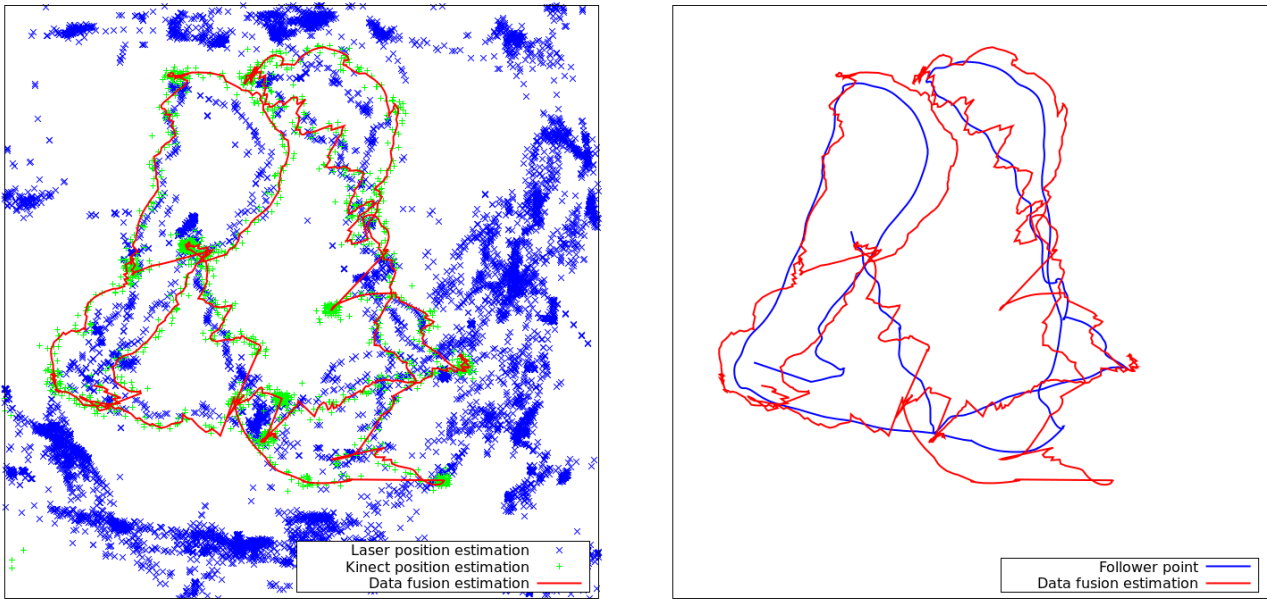 Laser position estimation
Kinect position estimation
Data fusion estimation
Follower point
Data fusion estimation